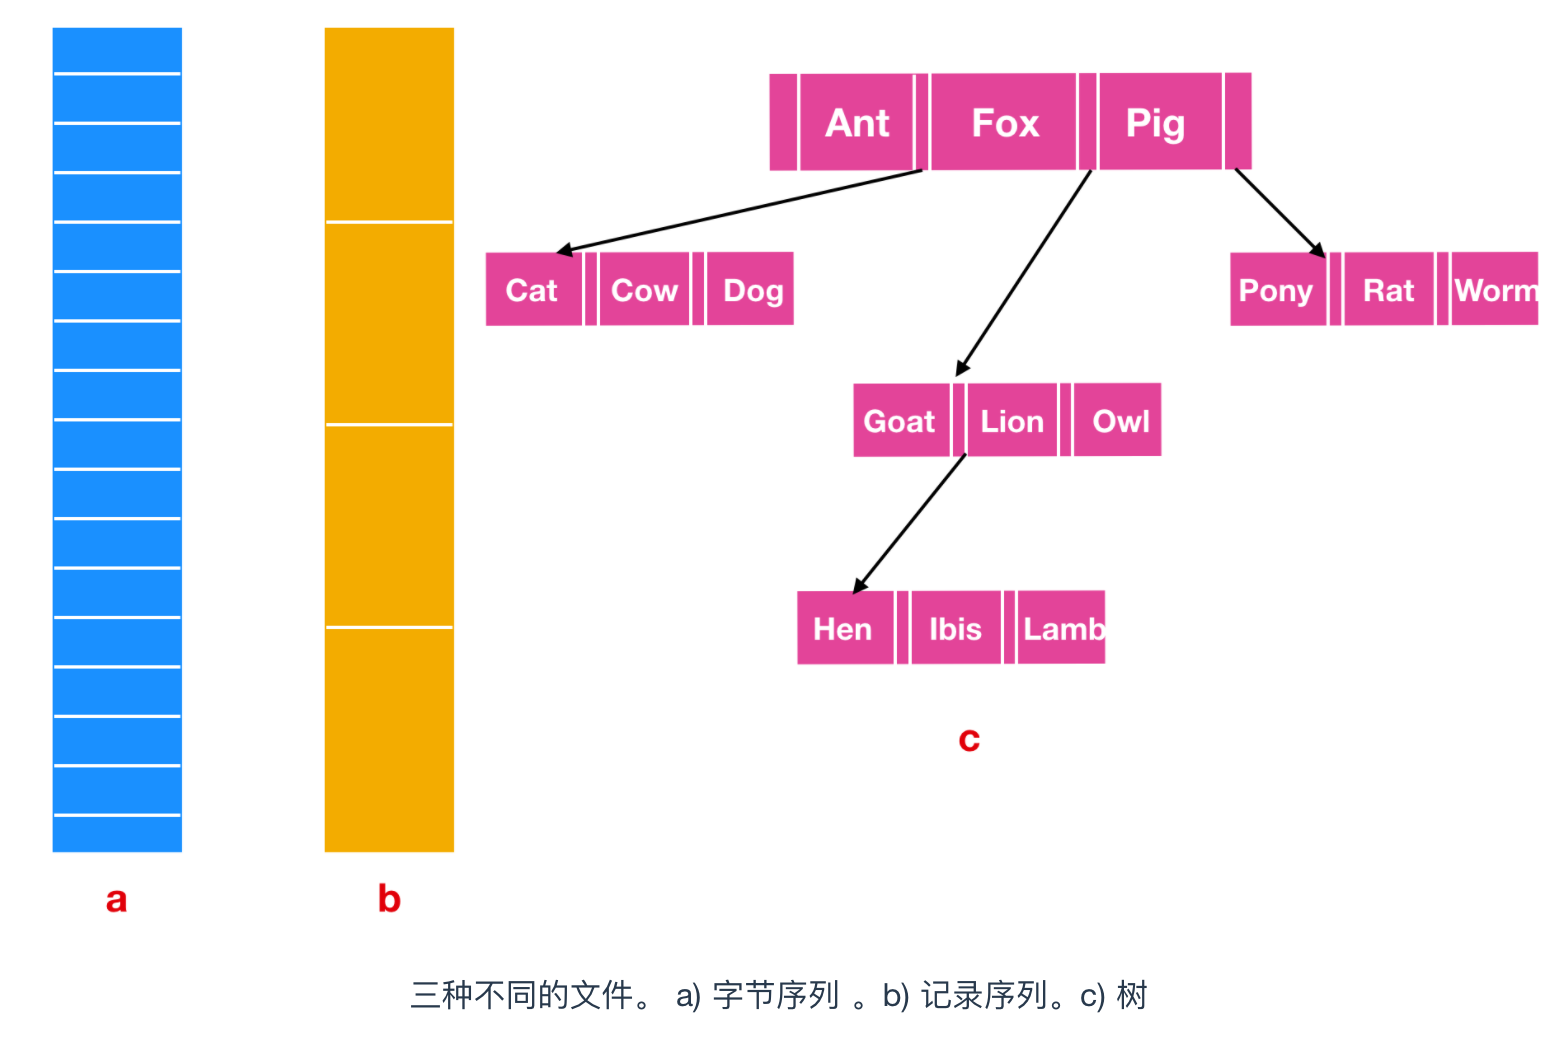 Ant Fox Pig
Cat Cow Dog
Pony Rat Worm
Goat Lion Owl
Hen Ibis Lamb
c
a
b
三种不同的文件。 a) 字节序列 。b) 记录序列。c) 树